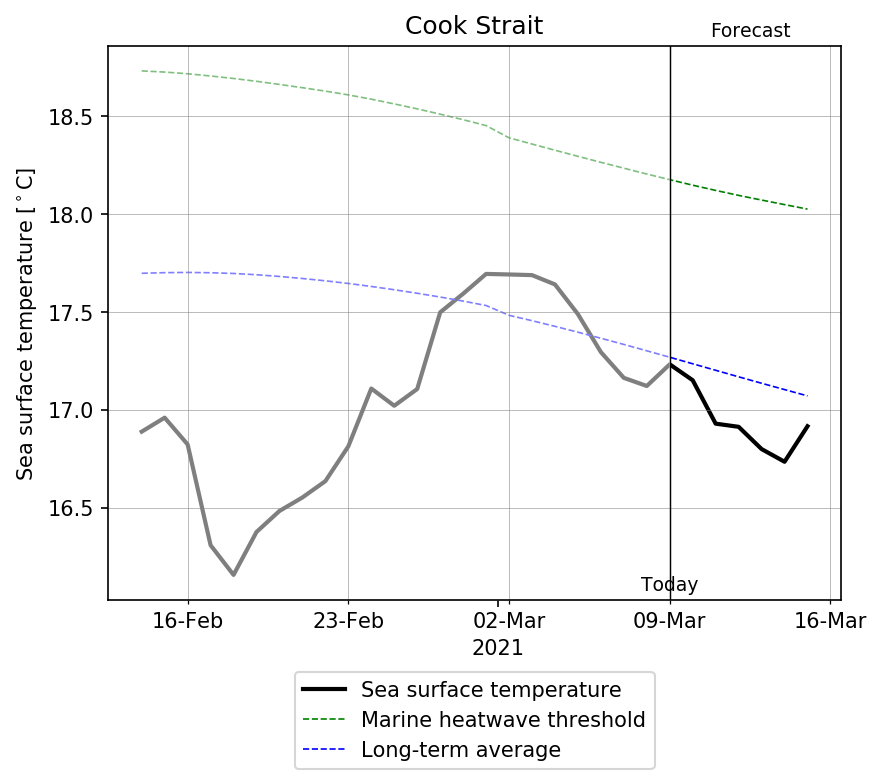 Cook Strait
Forecast
Sea surface temperature [°C]
18.5
18.0
17.5
17.0
16.5
Today
16-Feb 23-Feb 02-Mar 09-Mar 16-Mar
2021
Sea surface temperature
Marine heatwave threshold
Long-term average